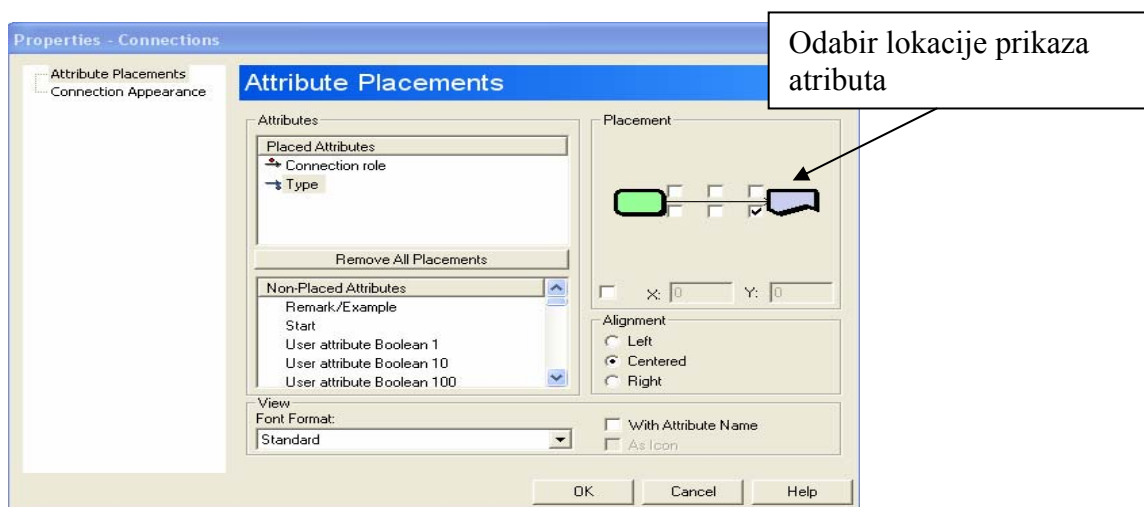 Properties - Connections
Odabir lokacije prikaza
atributa
Attribute Placements
Connection Appearance
Attribute Placements
Attributes
Placed Attributes
Connection role
Type
Remove All Placements
Non-Placed Attributes
Remark/Example
Start
User attribute Boolean 1
User attribute Boolean 10
User attribute Boolean 100
Placement
X: 0 Y: 0
Alignment
Left
Centered
Right
View
Font Format:
Standard
With Attribute Name
As Icon
OK Cancel Help